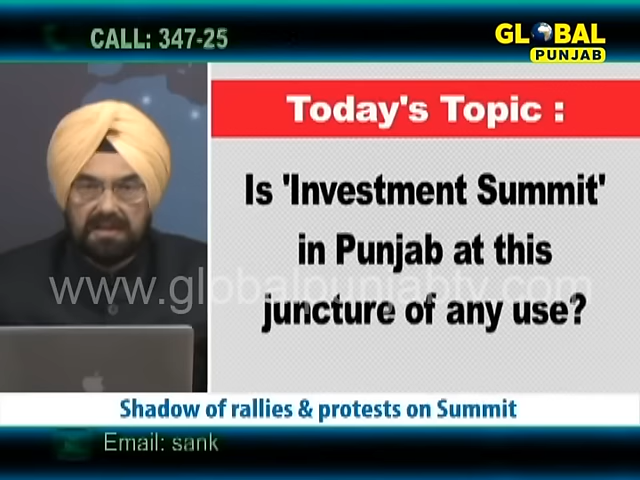 CALL: 347-25
GLOBAL
PUNJAB
Today's Topic :
Is 'Investment Summit'
in Punjab at this
juncture of any use?
www.globalpunjabtv.com
Shadow of rallies & protests on Summit
Email: sank